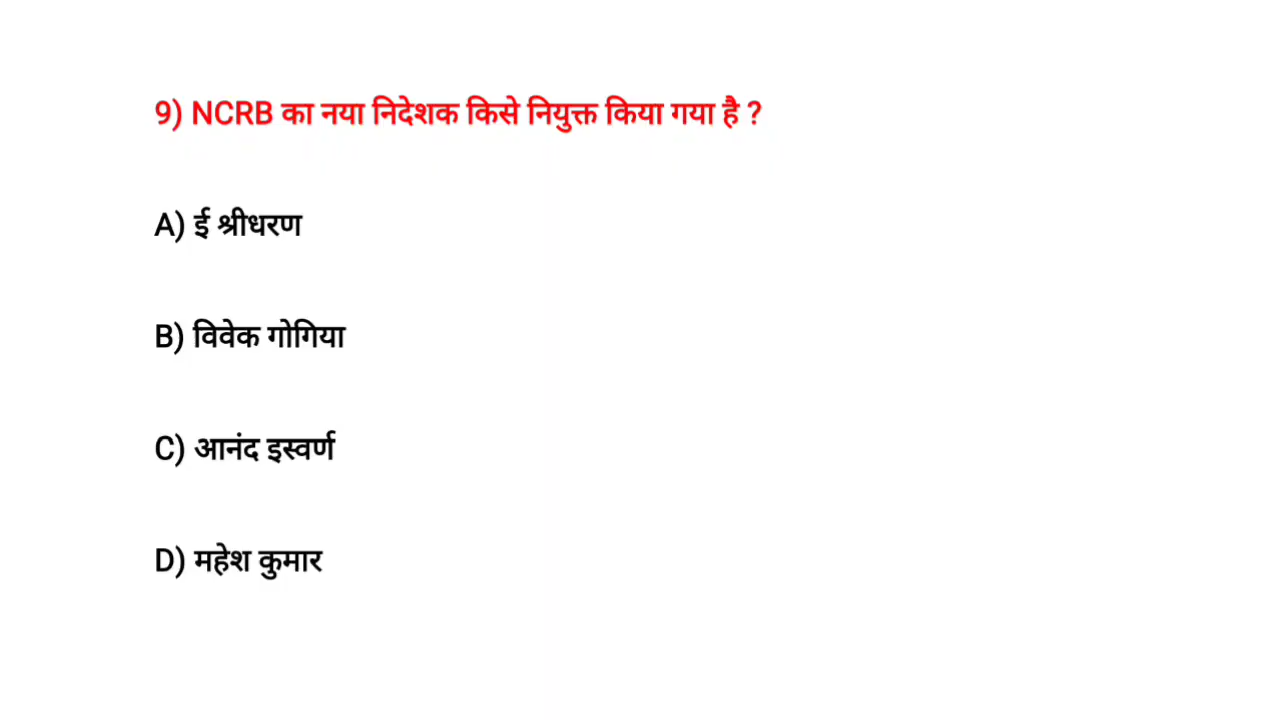 9) NCRB का नया निदेशक किसे नियुक्त किया गया है ?
A) ई श्रीधरण
B) विवेक गोगिया
C) आनंद इस्वर्ण
D) महेश कुमार